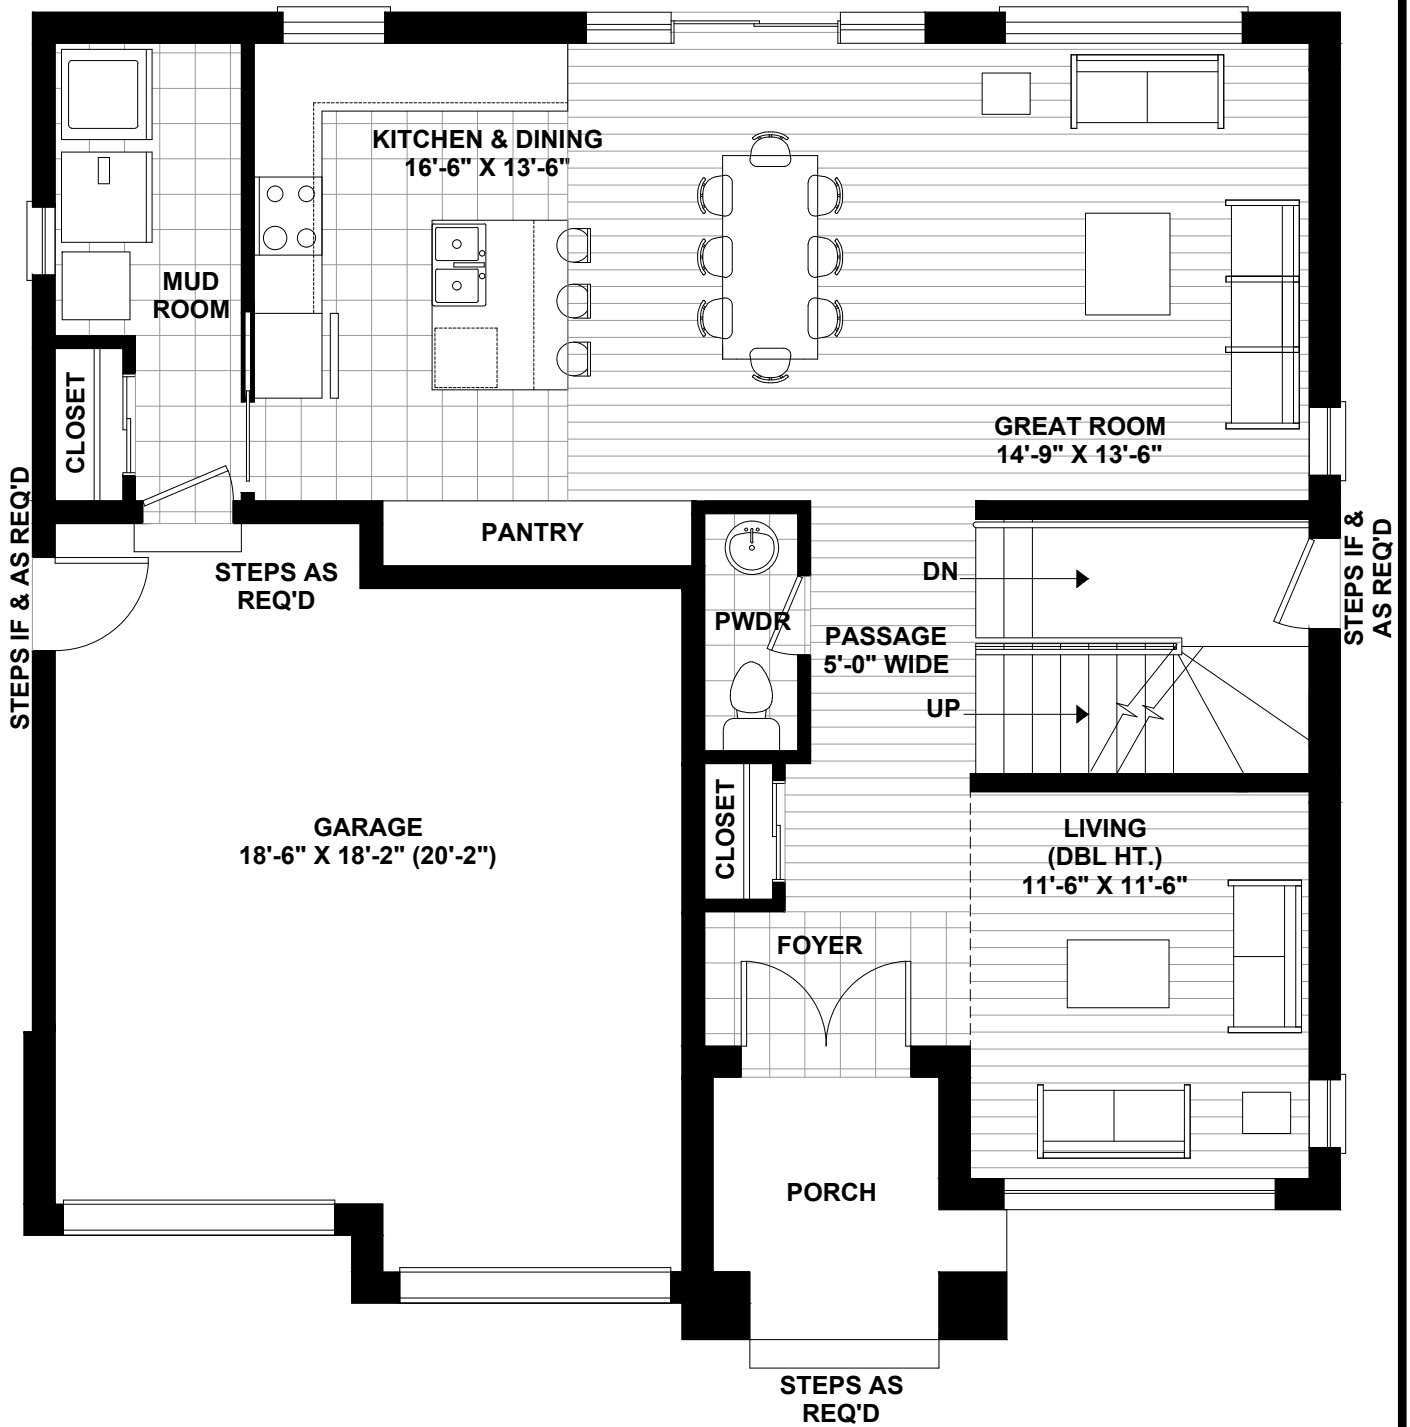 KITCHEN & DINING
16'-6" X 13'-6"
MUD
ROOM
CLOSET
GREAT ROOM
14'-9" X 13'-6"
STEPS IF & AS REQ'D
PANTRY
STEPS AS
REQ'D
DN
STEPS IF &
AS REQ'D
PWDR
PASSAGE
5'-0" WIDE
UP
CLOSET
GARAGE
18'-6" X 18'-2" (20'-2")
LIVING
(DBL HT.)
11'-6" X 11'-6"
FOYER
PORCH
STEPS AS
REQ'D